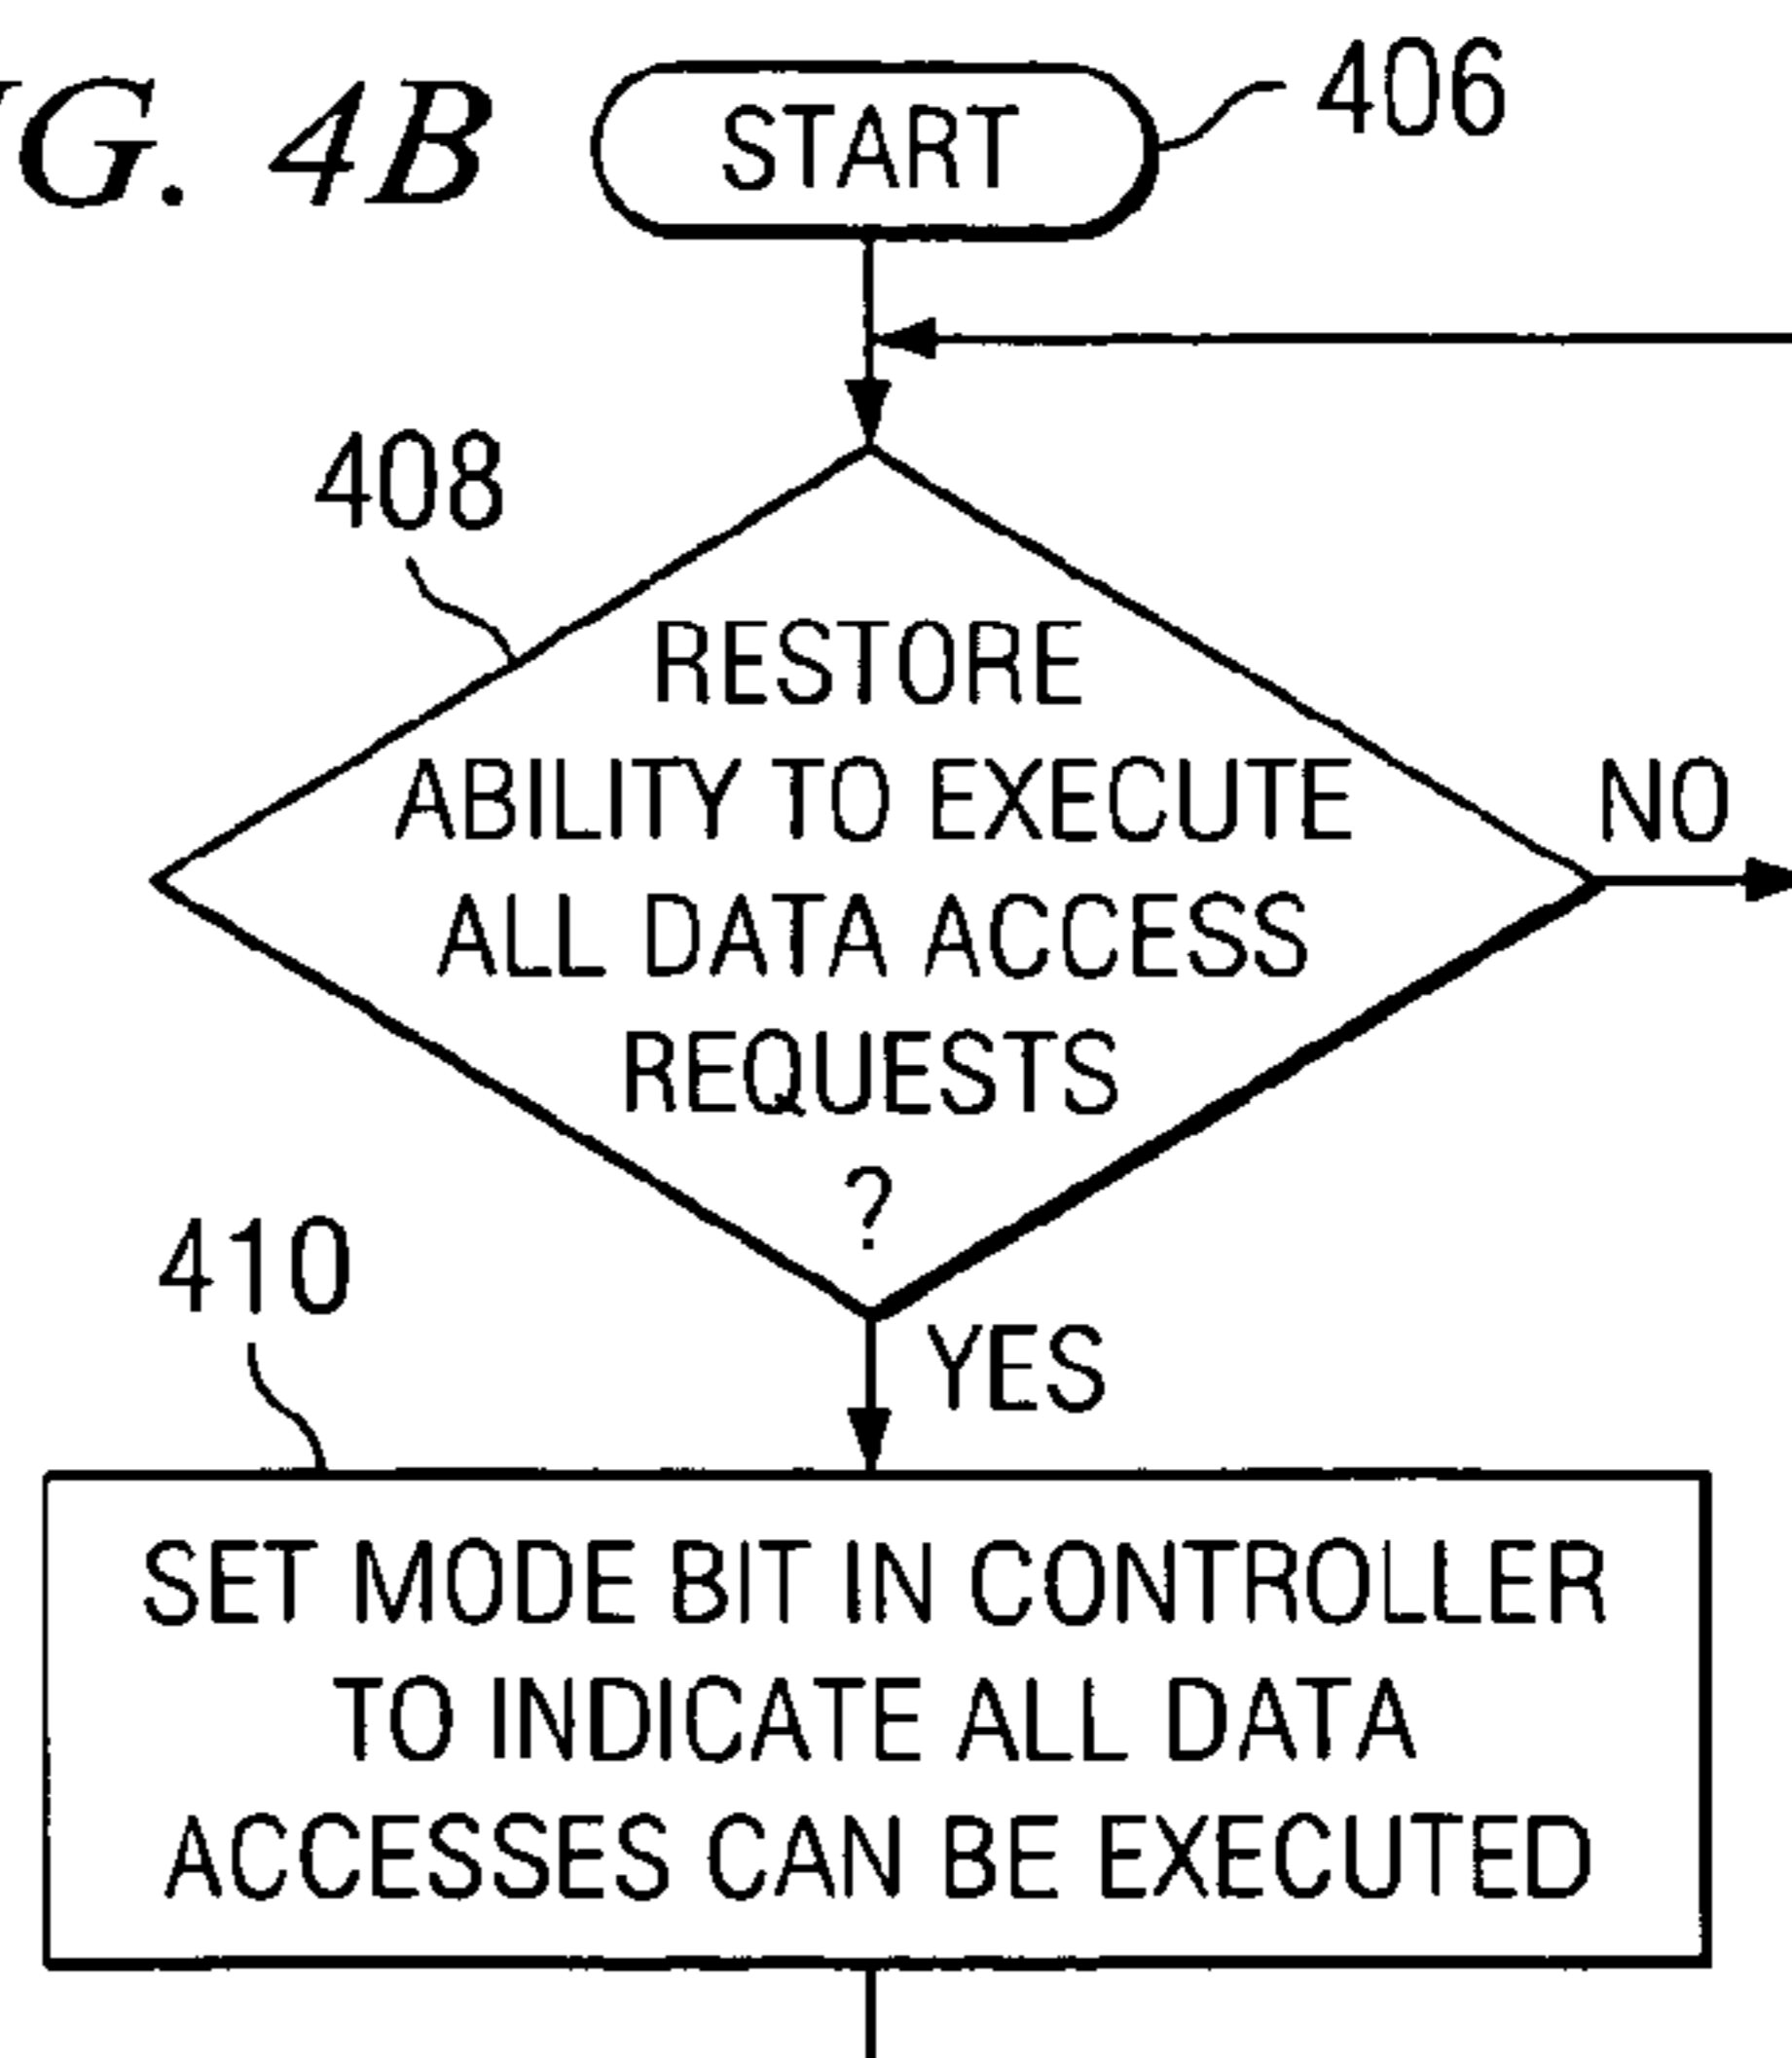 G. 4B
START
406
408
RESTORE
ABILITY TO EXECUTE
ALL DATA ACCESS
REQUESTS
?
NO
YES
410
SET MODE BIT IN CONTROLLER
TO INDICATE ALL DATA
ACCESSES CAN BE EXECUTED